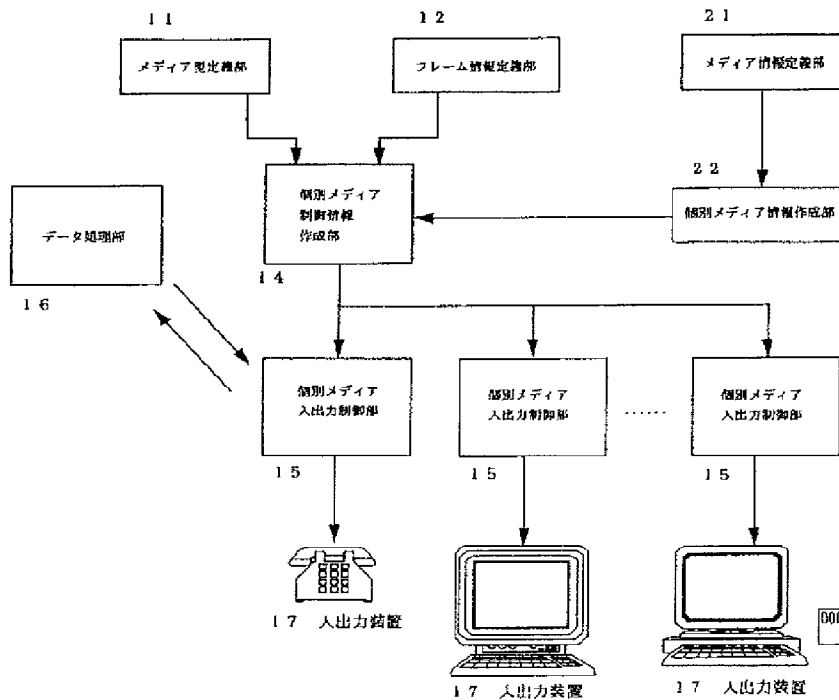 11
メディア型定義部
12
フレーム情報定義部
21
メディア情報定義部
22
個別メディア情報作成部
個別メディア
制御情報
作成部
14
データ処理部
16
個別メディア
入出力制御部
15
個別メディア
入出力制御部
15
......
個別メディア
入出力制御部
15
17 入出力装置
17 入出力装置
17 入出力装置